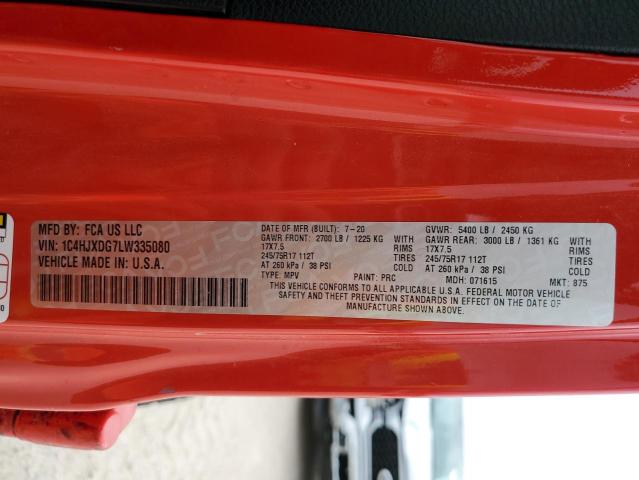 MFD BY: FCA US LLC
VIN: 1C4HJXDG7LW335080
VEHICLE MADE IN: U.S.A.
DATE OF MFR (BUILT): 7-20
GAWR FRONT: 2700 LB / 1225 KG WITH
17X7.5 RIMS
245/75R17 112T TIRES
AT 260 kPa / 38 PSI COLD
TYPE: MPV PAINT: PRC
GVWR: 5400 LB / 2450 KG
GAWR REAR: 3000 LB / 1361 KG WITH
17X7.5 RIMS
245/75R17 112T TIRES
AT 260 kPa / 38 PSI COLD
MDH: 071615 MKT: 875
THIS VEHICLE CONFORMS TO ALL APPLICABLE U.S.A. FEDERAL MOTOR VEHICLE
SAFETY AND THEFT PREVENTION STANDARDS IN EFFECT ON THE DATE OF
MANUFACTURE SHOWN ABOVE.